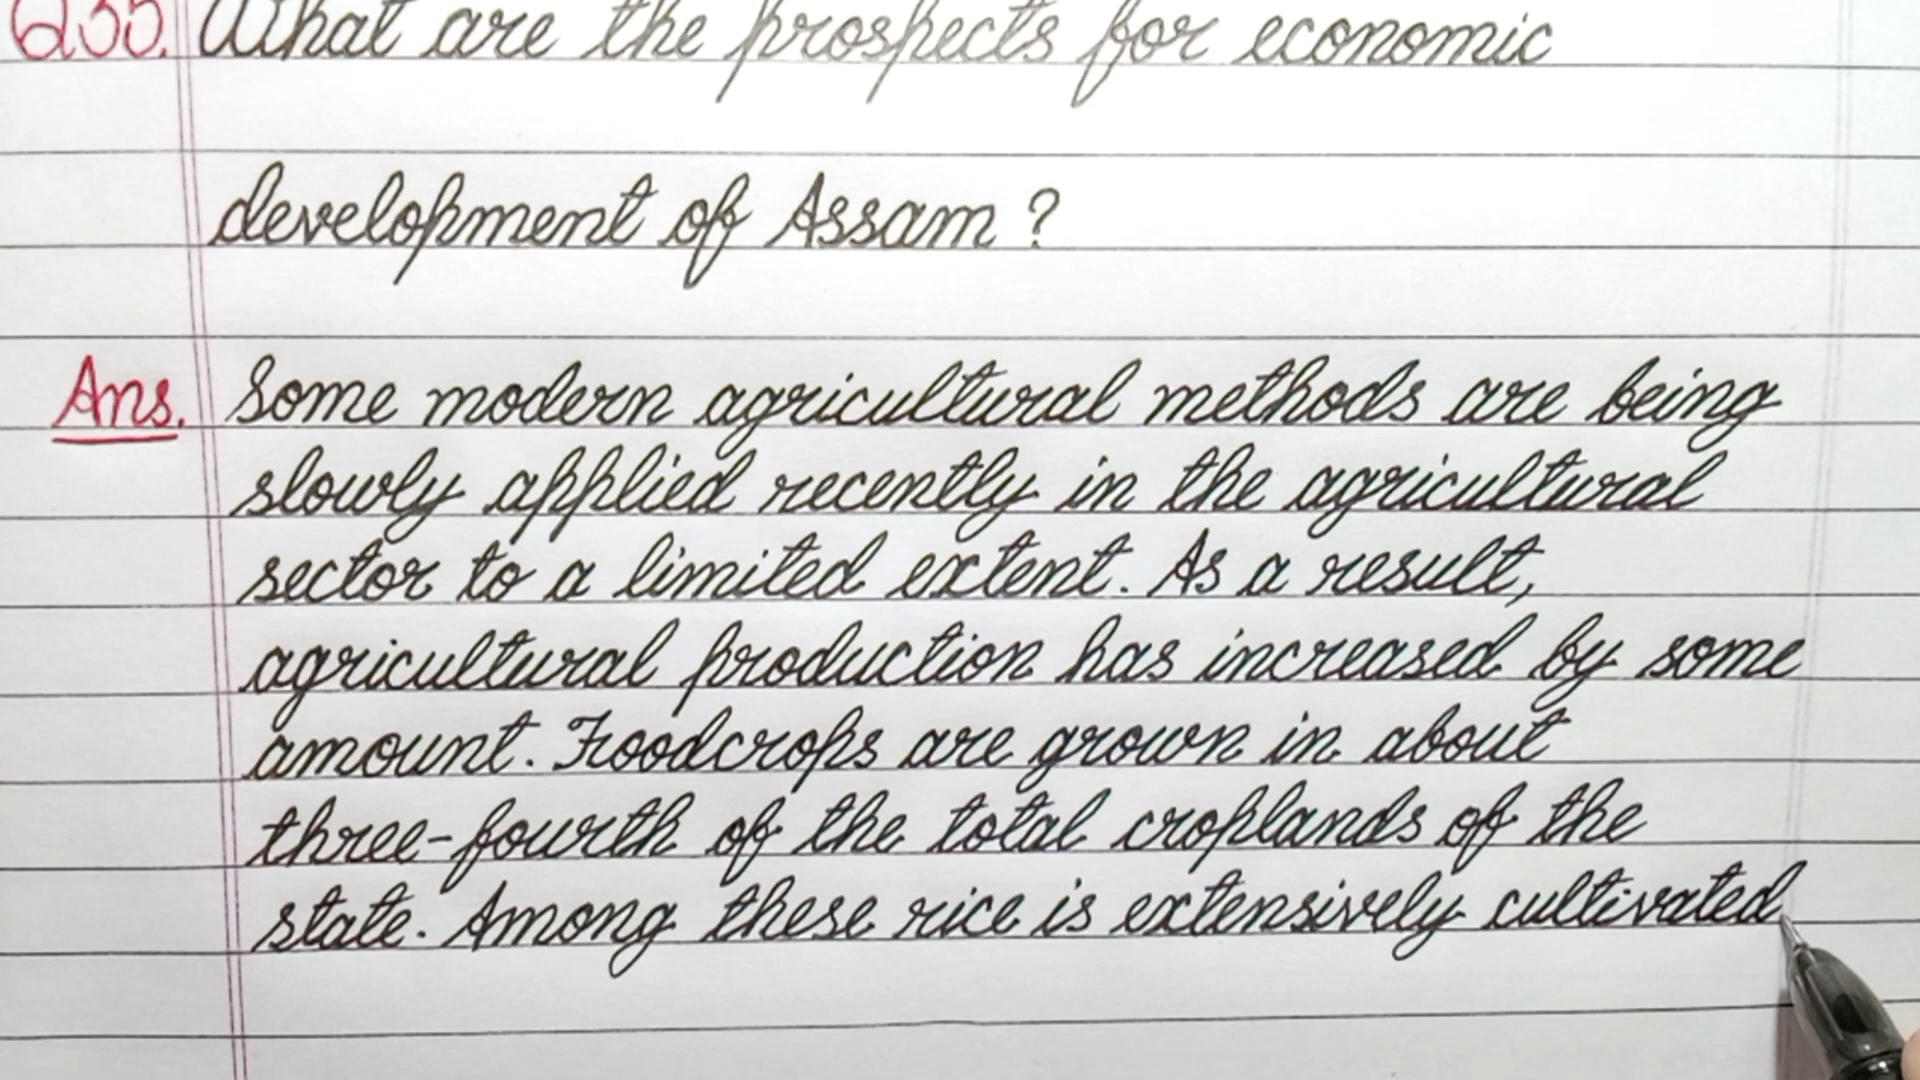 Q35. What are the prospects for economic
development of Assam ?
Ans. Some modern agricultural methods are being
slowly applied recently in the agricultural
sector to a limited extent. As a result,
agricultural production has increased by some
amount. Foodcrops are grown in about
three-fourth of the total croplands of the
state. Among these rice is extensively cultivated